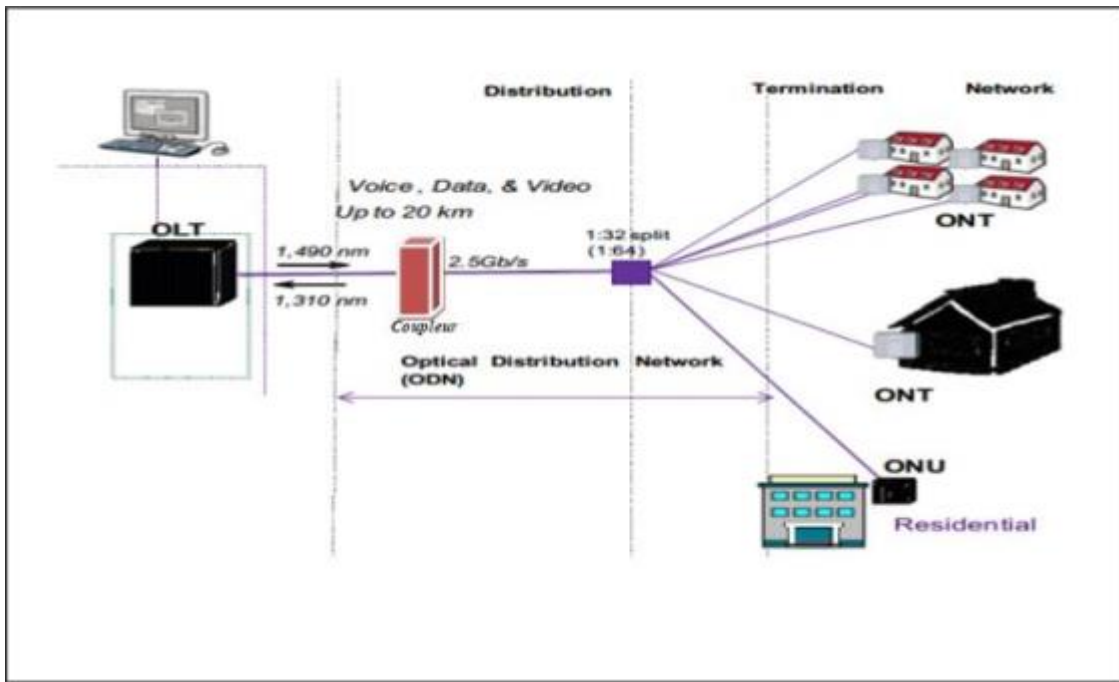 Distribution
Termination
Network
Voice, Data, & Video
Up to 20 km
OLT
1:32 split
(1:64)
ONT
1,490 nm
2.5Gb/s
1,310 nm
Coupleur
Optical Distribution Network
(ODN)
ONT
ONU
Residential